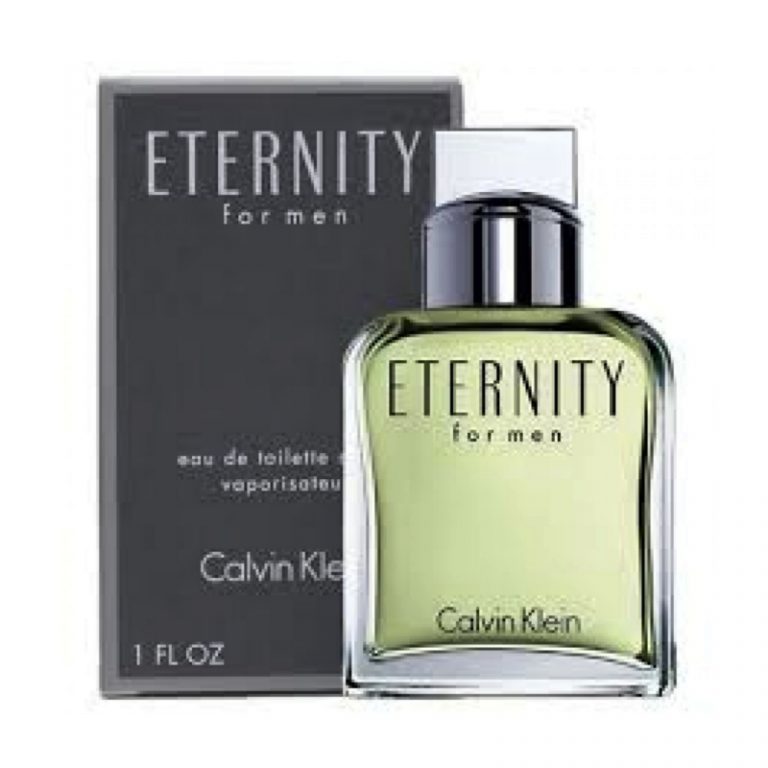 ETERNITY
for men
eau de toilette
vaporisateu
Calvin Kle
1 FL OZ
ETERNITY
for men
Calvin Klein